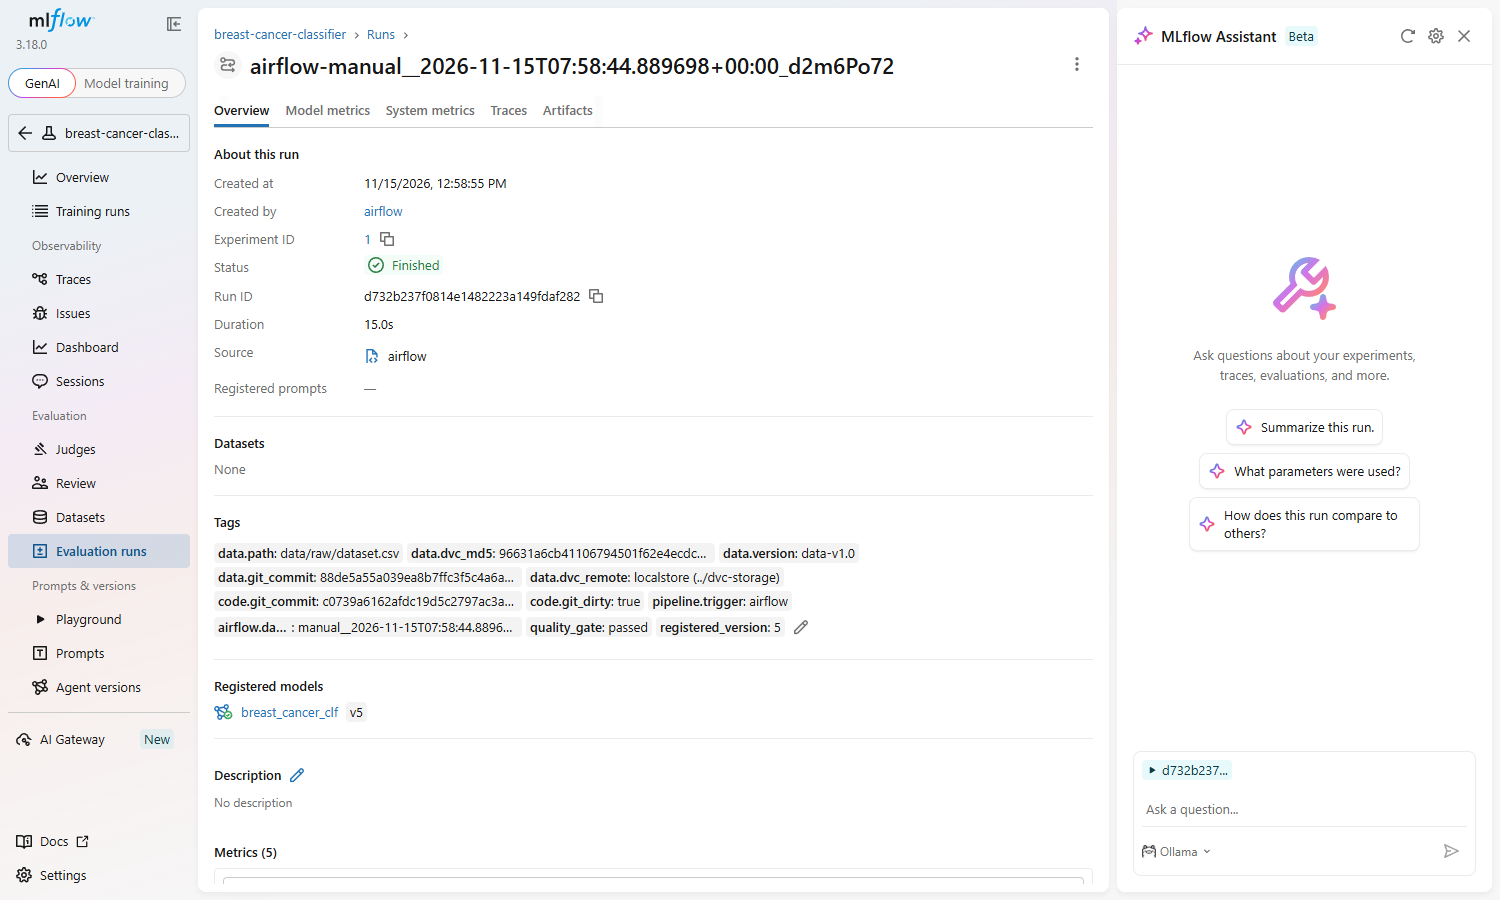 mlflow
3.18.0
GenAI
Model training
breast-cancer-clas...
Overview
Training runs
Observability
Traces
Issues
Dashboard
Sessions
Evaluation
Judges
Review
Datasets
Evaluation runs
Prompts & versions
Playground
Prompts
Agent versions
AI Gateway New
Docs
Settings
breast-cancer-classifier > Runs >
airflow-manual__2026-11-15T07:58:44.889698+00:00_d2m6Po72
Overview Model metrics System metrics Traces Artifacts
About this run
Created at 11/15/2026, 12:58:55 PM
Created by airflow
Experiment ID 1
Status Finished
Run ID d732b237f0814e1482223a149fdaf282
Duration 15.0s
Source airflow
Registered prompts —
Datasets
None
Tags
data.path: data/raw/dataset.csv data.dvc_md5: 96631a6cb41106794501f62e4ecdc... data.version: data-v1.0
data.git_commit: 88de5a55a039ea8b7ffc3f5c4a6a... data.dvc_remote: localstore (../dvc-storage)
code.git_commit: c0739a6162afdc19d5c2797ac3a... code.git_dirty: true pipeline.trigger: airflow
airflow.da... : manual__2026-11-15T07:58:44.8896... quality_gate: passed registered_version: 5
Registered models
breast_cancer_clf v5
Description
No description
Metrics (5)
MLflow Assistant Beta
Ask questions about your experiments,
traces, evaluations, and more.
Summarize this run.
What parameters were used?
How does this run compare to
others?
d732b237...
Ask a question...
Ollama